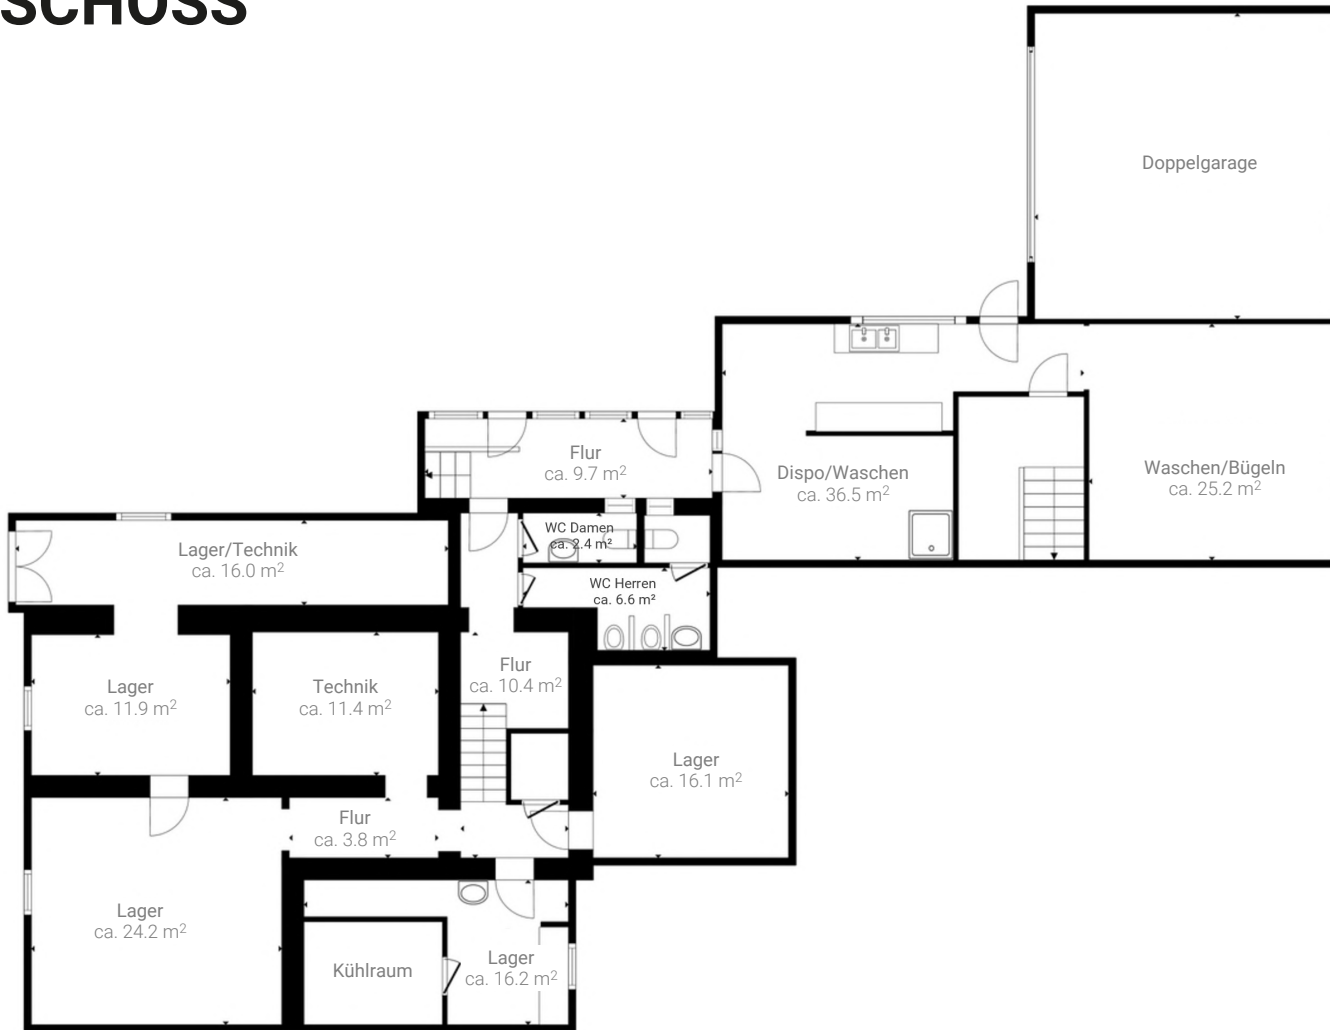 SCHOSS
Doppelgarage
Flur
ca. 9.7 m²
Dispo/Waschen
ca. 36.5 m²
Waschen/Bügeln
ca. 25.2 m²
Lager/Technik
ca. 16.0 m²
WC Damen
ca. 2.4 m²
WC Herren
ca. 6.6 m²
Lager
ca. 11.9 m²
Technik
ca. 11.4 m²
Flur
ca. 10.4 m²
Lager
ca. 16.1 m²
Flur
ca. 3.8 m²
Lager
ca. 24.2 m²
Kühlraum
Lager
ca. 16.2 m²